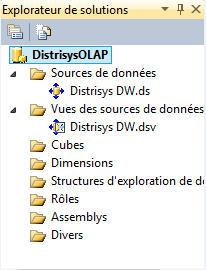 Explorateur de solutions
DistrisysOLAP
Sources de données
Distrisys DW.ds
Vues des sources de données
Distrisys DW.dsv
Cubes
Dimensions
Structures d'exploration de d
Rôles
Assemblys
Divers